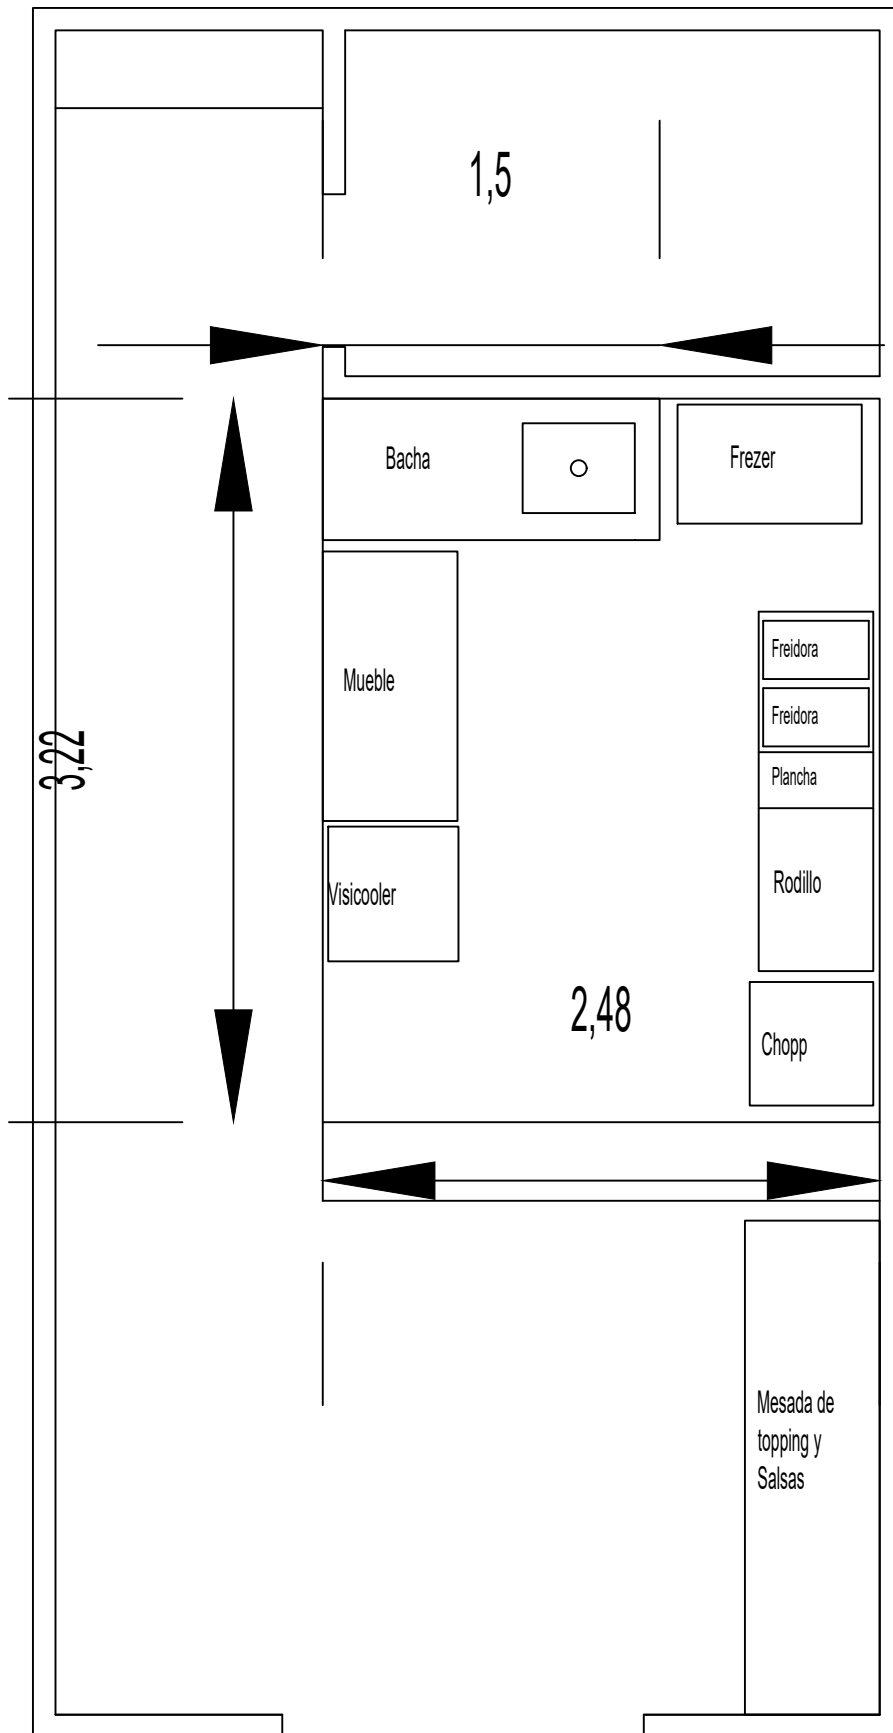 1,5
Bacha
Frezer
Freidora
Mueble
Freidora
3,22
Plancha
Rodillo
Visicooler
2,48
Chopp
Mesada de
topping y
Salsas